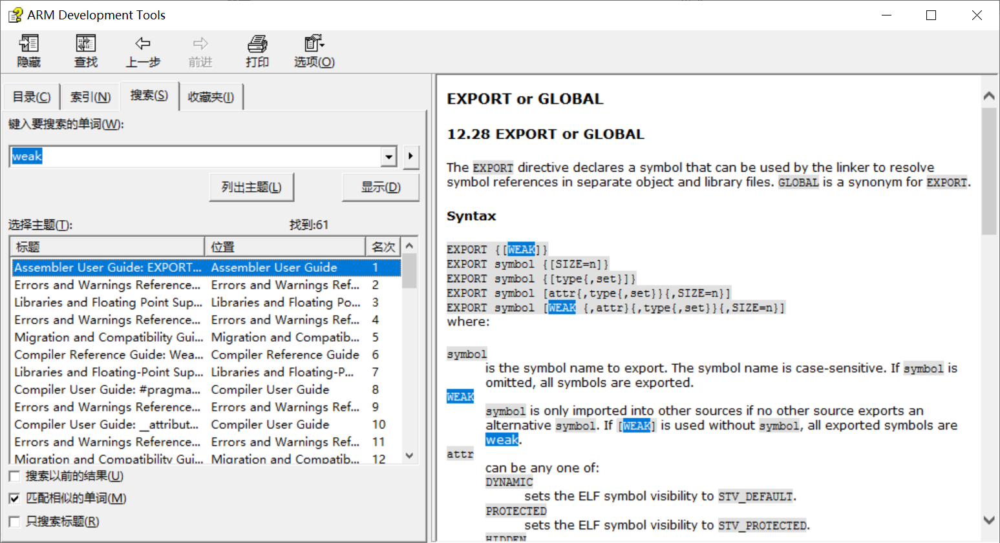 ARM Development Tools
隐藏 查找 上一步 前进 打印 选项(O)
目录(C) 索引(N) 搜索(S) 收藏夹(I)
键入要搜索的单词(W):
weak
列出主题(L) 显示(D)
选择主题(T): 找到:61
标题 位置 名次
Assembler User Guide: EXPORT... Assembler User Guide 1
Errors and Warnings Reference... Errors and Warnings Ref... 2
Libraries and Floating Point Sup... Libraries and Floating Po... 3
Errors and Warnings Reference... Errors and Warnings Ref... 4
Migration and Compatibility Gui... Migration and Compatib... 5
Compiler Reference Guide: Wea... Compiler Reference Guide 6
Libraries and Floating-Point Sup... Libraries and Floating-P... 7
Compiler User Guide: #pragma... Compiler User Guide 8
Errors and Warnings Reference... Errors and Warnings Ref... 9
Compiler User Guide: __attribut... Compiler User Guide 10
Errors and Warnings Reference... Errors and Warnings Ref... 11
Migration and Compatibility Gui... Migration and Compatib... 12
搜索以前的结果(U)
匹配相似的单词(M)
只搜索标题(R)
EXPORT or GLOBAL
12.28 EXPORT or GLOBAL
The EXPORT directive declares a symbol that can be used by the linker to resolve
symbol references in separate object and library files. GLOBAL is a synonym for EXPORT.
Syntax
EXPORT {[WEAK]}
EXPORT symbol {[SIZE=n]}
EXPORT symbol {[type{,set}]}
EXPORT symbol [attr{,type{,set}}{,SIZE=n}]
EXPORT symbol [WEAK {,attr}{,type{,set}}{,SIZE=n}]
where:
symbol
is the symbol name to export. The symbol name is case-sensitive. If symbol is
omitted, all symbols are exported.
WEAK
symbol is only imported into other sources if no other source exports an
alternative symbol. If [WEAK] is used without symbol, all exported symbols are
weak.
attr
can be any one of:
DYNAMIC
sets the ELF symbol visibility to STV_DEFAULT.
PROTECTED
sets the ELF symbol visibility to STV_PROTECTED.
HIDDEN